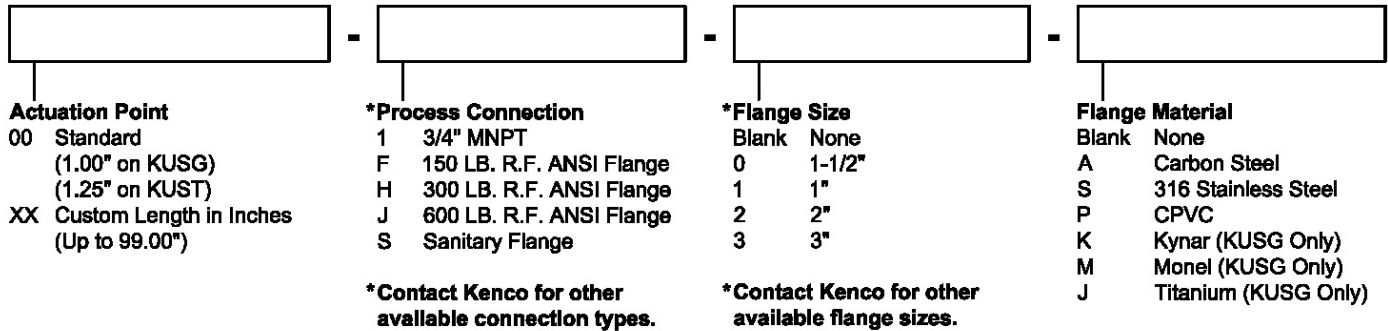 - - -
Actuation Point
00 Standard
(1.00" on KUSG)
(1.25" on KUST)
XX Custom Length in Inches
(Up to 99.00")
*Process Connection
1 3/4" MNPT
F 150 LB. R.F. ANSI Flange
H 300 LB. R.F. ANSI Flange
J 600 LB. R.F. ANSI Flange
S Sanitary Flange
*Contact Kenco for other
available connection types.
*Flange Size
Blank None
0 1-1/2"
1 1"
2 2"
3 3"
*Contact Kenco for other
available flange sizes.
Flange Material
Blank None
A Carbon Steel
S 316 Stainless Steel
P CPVC
K Kynar (KUSG Only)
M Monel (KUSG Only)
J Titanium (KUSG Only)